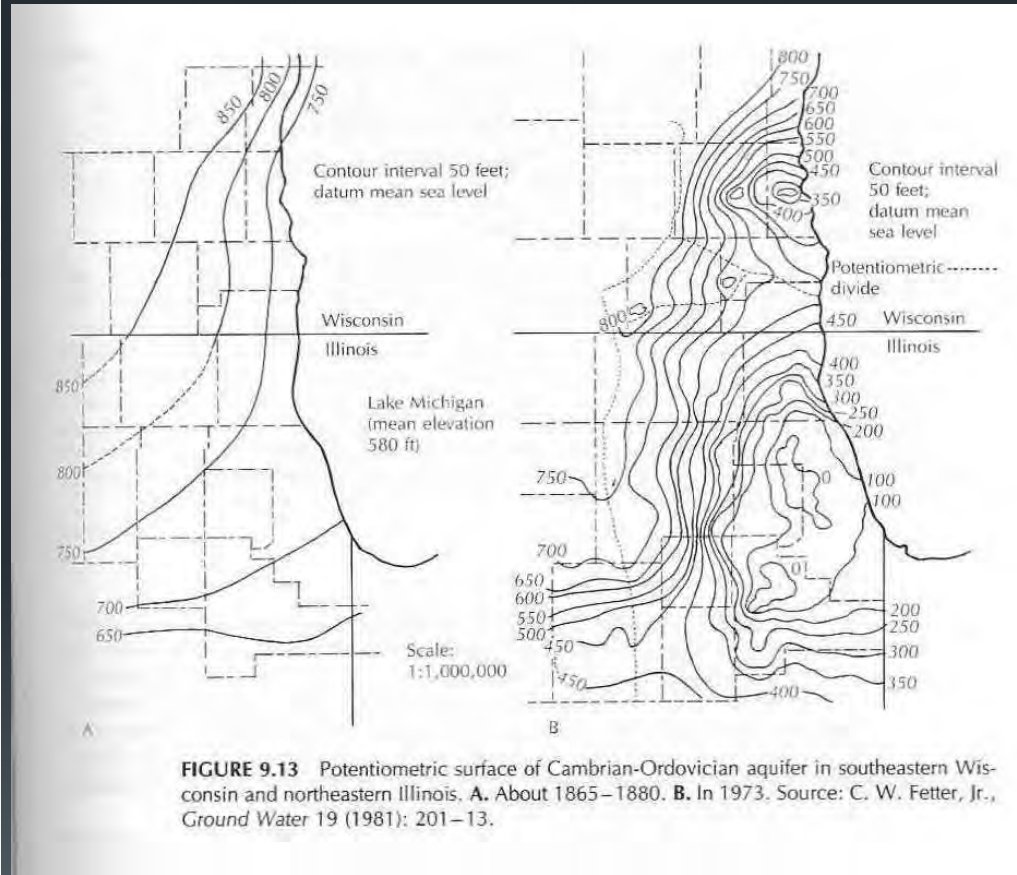 850
800
750
Contour interval 50 feet;
datum mean sea level
Wisconsin
Illinois
850
Lake Michigan
(mean elevation
580 ft)
800
750
700
650
Scale:
1:1,000,000
A
800
750
700
650
600
550
500
450
350
400
Contour interval
50 feet;
datum mean
sea level
Potentiometric
divide
800
450
Wisconsin
Illinois
400
350
300
250
200
750
0
100
100
700
0
650
600
550
500
450
200
250
300
350
450
400
B
FIGURE 9.13 Potentiometric surface of Cambrian-Ordovician aquifer in southeastern Wis-
consin and northeastern Illinois. A. About 1865–1880. B. In 1973. Source: C. W. Fetter, Jr.,
Ground Water 19 (1981): 201–13.